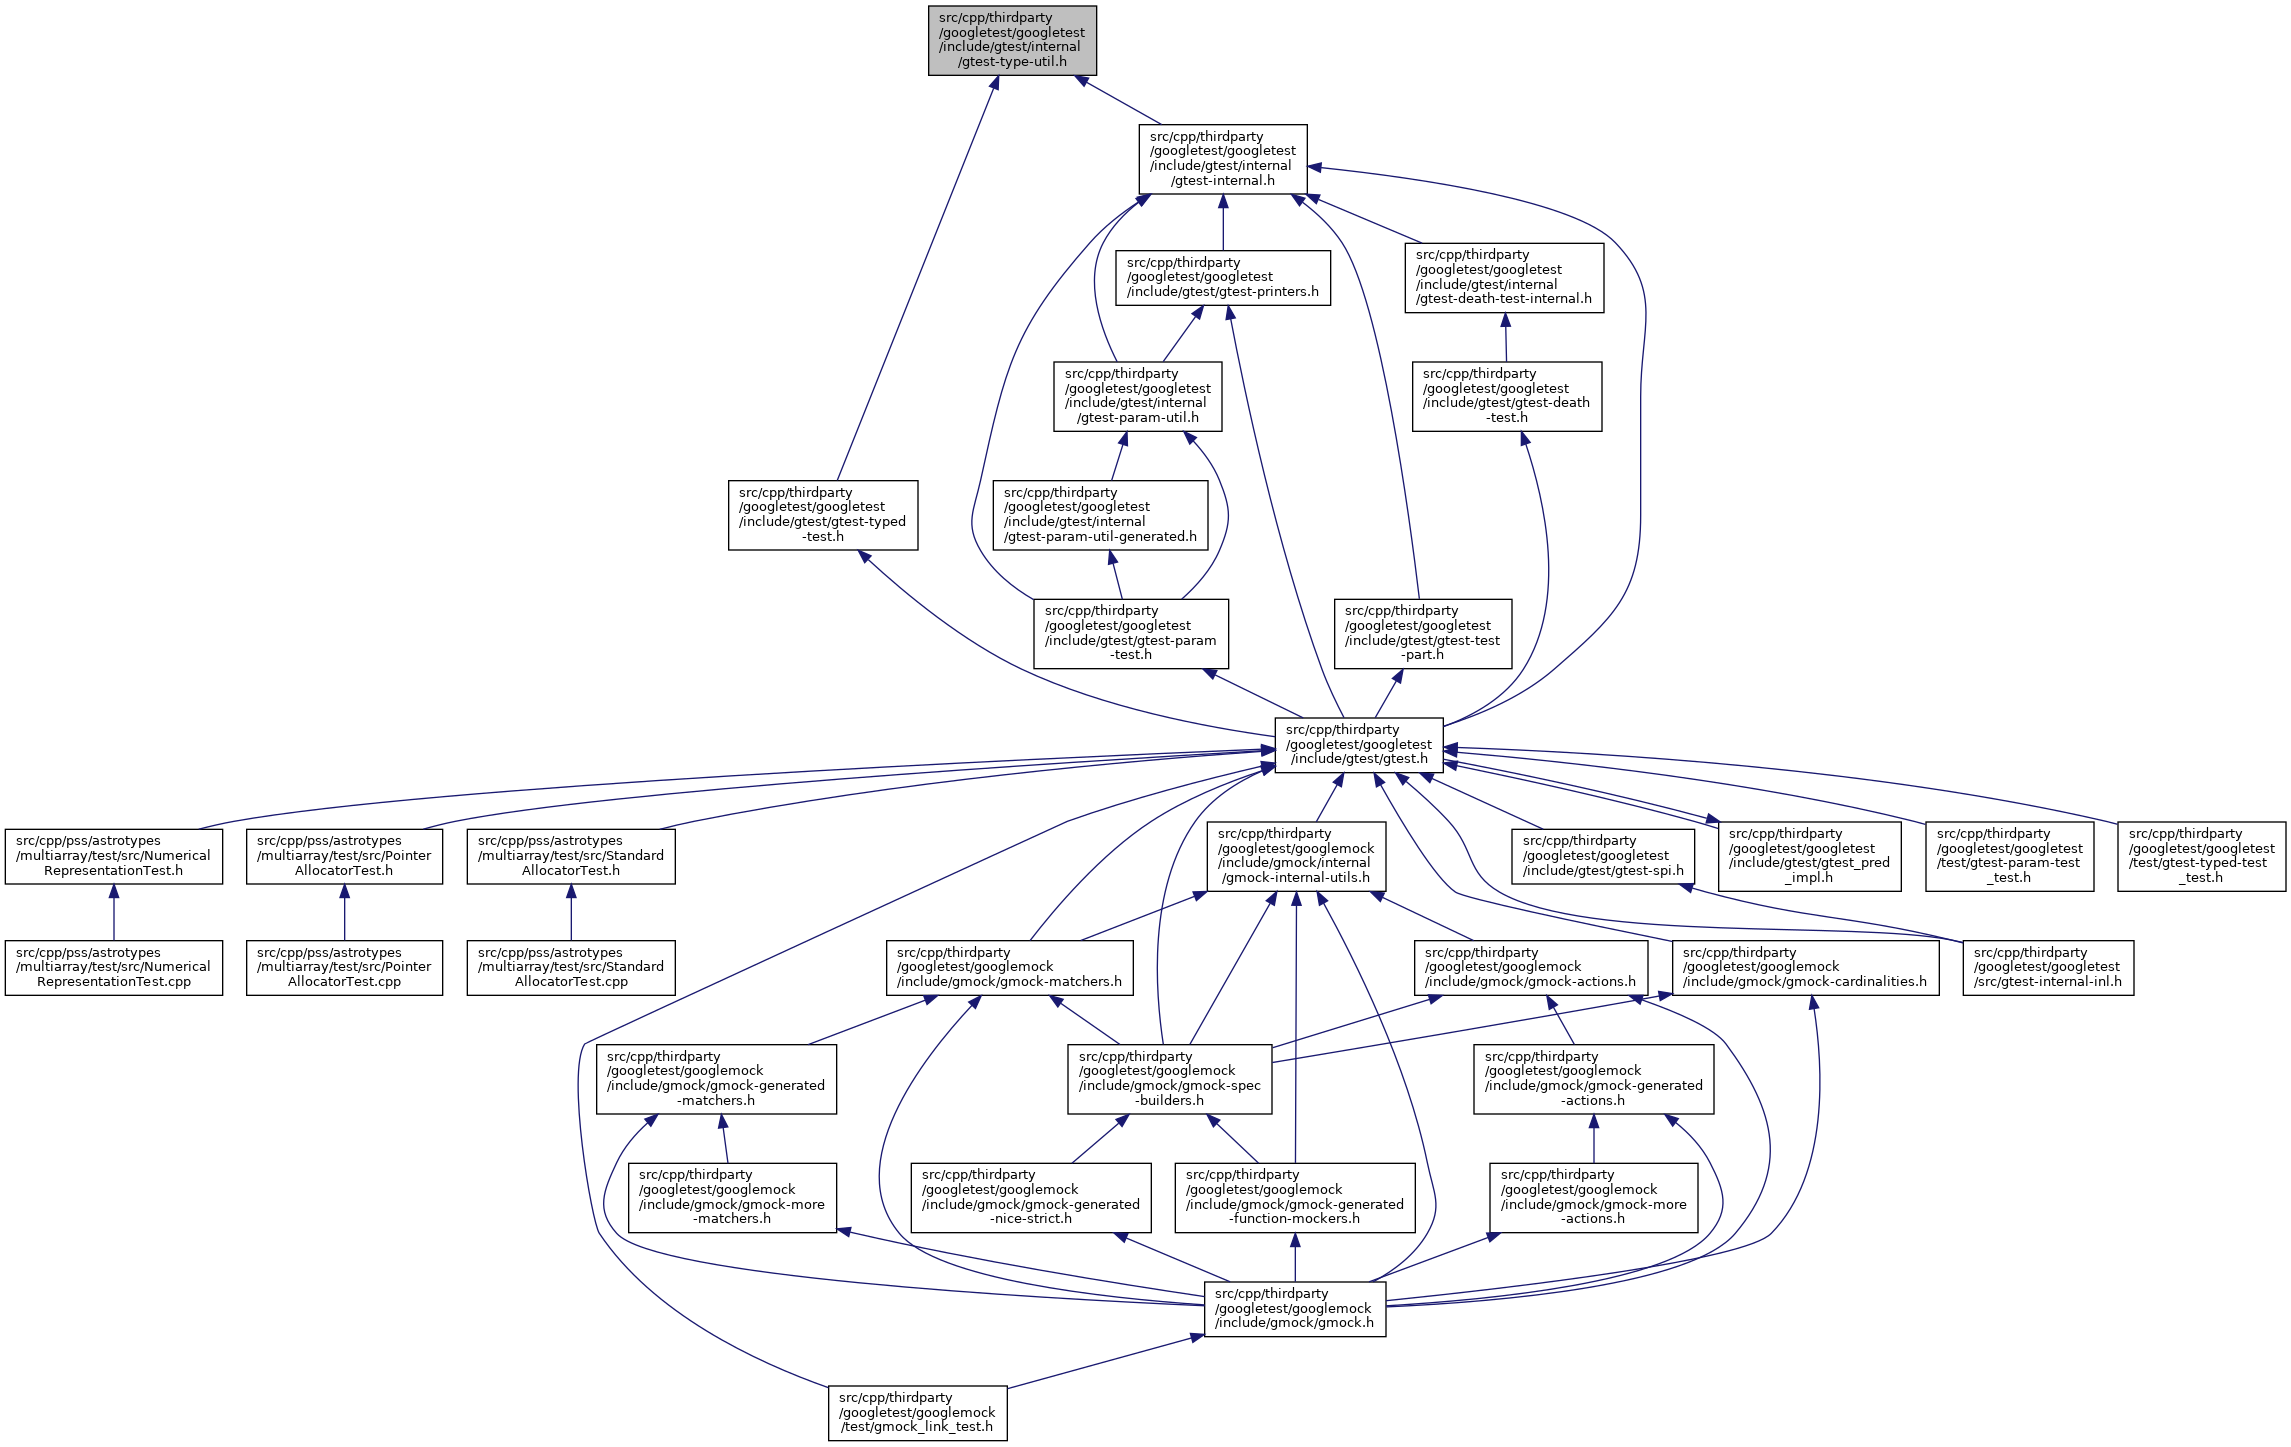 src/cpp/thirdparty
/googletest/googletest
/include/gtest/internal
/gtest-type-util.h
src/cpp/thirdparty
/googletest/googletest
/include/gtest/internal
/gtest-internal.h
src/cpp/thirdparty
/googletest/googletest
/include/gtest/gtest-printers.h
src/cpp/thirdparty
/googletest/googletest
/include/gtest/internal
/gtest-death-test-internal.h
src/cpp/thirdparty
/googletest/googletest
/include/gtest/internal
/gtest-param-util.h
src/cpp/thirdparty
/googletest/googletest
/include/gtest/gtest-death
-test.h
src/cpp/thirdparty
/googletest/googletest
/include/gtest/gtest-typed
-test.h
src/cpp/thirdparty
/googletest/googletest
/include/gtest/internal
/gtest-param-util-generated.h
src/cpp/thirdparty
/googletest/googletest
/include/gtest/gtest-param
-test.h
src/cpp/thirdparty
/googletest/googletest
/include/gtest/gtest-test
-part.h
src/cpp/thirdparty
/googletest/googletest
/include/gtest/gtest.h
src/cpp/pss/astrotypes
/multiarray/test/src/Numerical
RepresentationTest.h
src/cpp/pss/astrotypes
/multiarray/test/src/Pointer
AllocatorTest.h
src/cpp/pss/astrotypes
/multiarray/test/src/Standard
AllocatorTest.h
src/cpp/thirdparty
/googletest/googlemock
/include/gmock/internal
/gmock-internal-utils.h
src/cpp/thirdparty
/googletest/googletest
/include/gtest/gtest-spi.h
src/cpp/thirdparty
/googletest/googletest
/include/gtest/gtest_pred
_impl.h
src/cpp/thirdparty
/googletest/googletest
/test/gtest-param-test
_test.h
src/cpp/thirdparty
/googletest/googletest
/test/gtest-typed-test
_test.h
src/cpp/pss/astrotypes
/multiarray/test/src/Numerical
RepresentationTest.cpp
src/cpp/pss/astrotypes
/multiarray/test/src/Pointer
AllocatorTest.cpp
src/cpp/pss/astrotypes
/multiarray/test/src/Standard
AllocatorTest.cpp
src/cpp/thirdparty
/googletest/googlemock
/include/gmock/gmock-matchers.h
src/cpp/thirdparty
/googletest/googlemock
/include/gmock/gmock-actions.h
src/cpp/thirdparty
/googletest/googlemock
/include/gmock/gmock-cardinalities.h
src/cpp/thirdparty
/googletest/googletest
/src/gtest-internal-inl.h
src/cpp/thirdparty
/googletest/googlemock
/include/gmock/gmock-generated
-matchers.h
src/cpp/thirdparty
/googletest/googlemock
/include/gmock/gmock-spec
-builders.h
src/cpp/thirdparty
/googletest/googlemock
/include/gmock/gmock-generated
-actions.h
src/cpp/thirdparty
/googletest/googlemock
/include/gmock/gmock-more
-matchers.h
src/cpp/thirdparty
/googletest/googlemock
/include/gmock/gmock-generated
-nice-strict.h
src/cpp/thirdparty
/googletest/googlemock
/include/gmock/gmock-generated
-function-mockers.h
src/cpp/thirdparty
/googletest/googlemock
/include/gmock/gmock-more
-actions.h
src/cpp/thirdparty
/googletest/googlemock
/include/gmock/gmock.h
src/cpp/thirdparty
/googletest/googlemock
/test/gmock_link_test.h